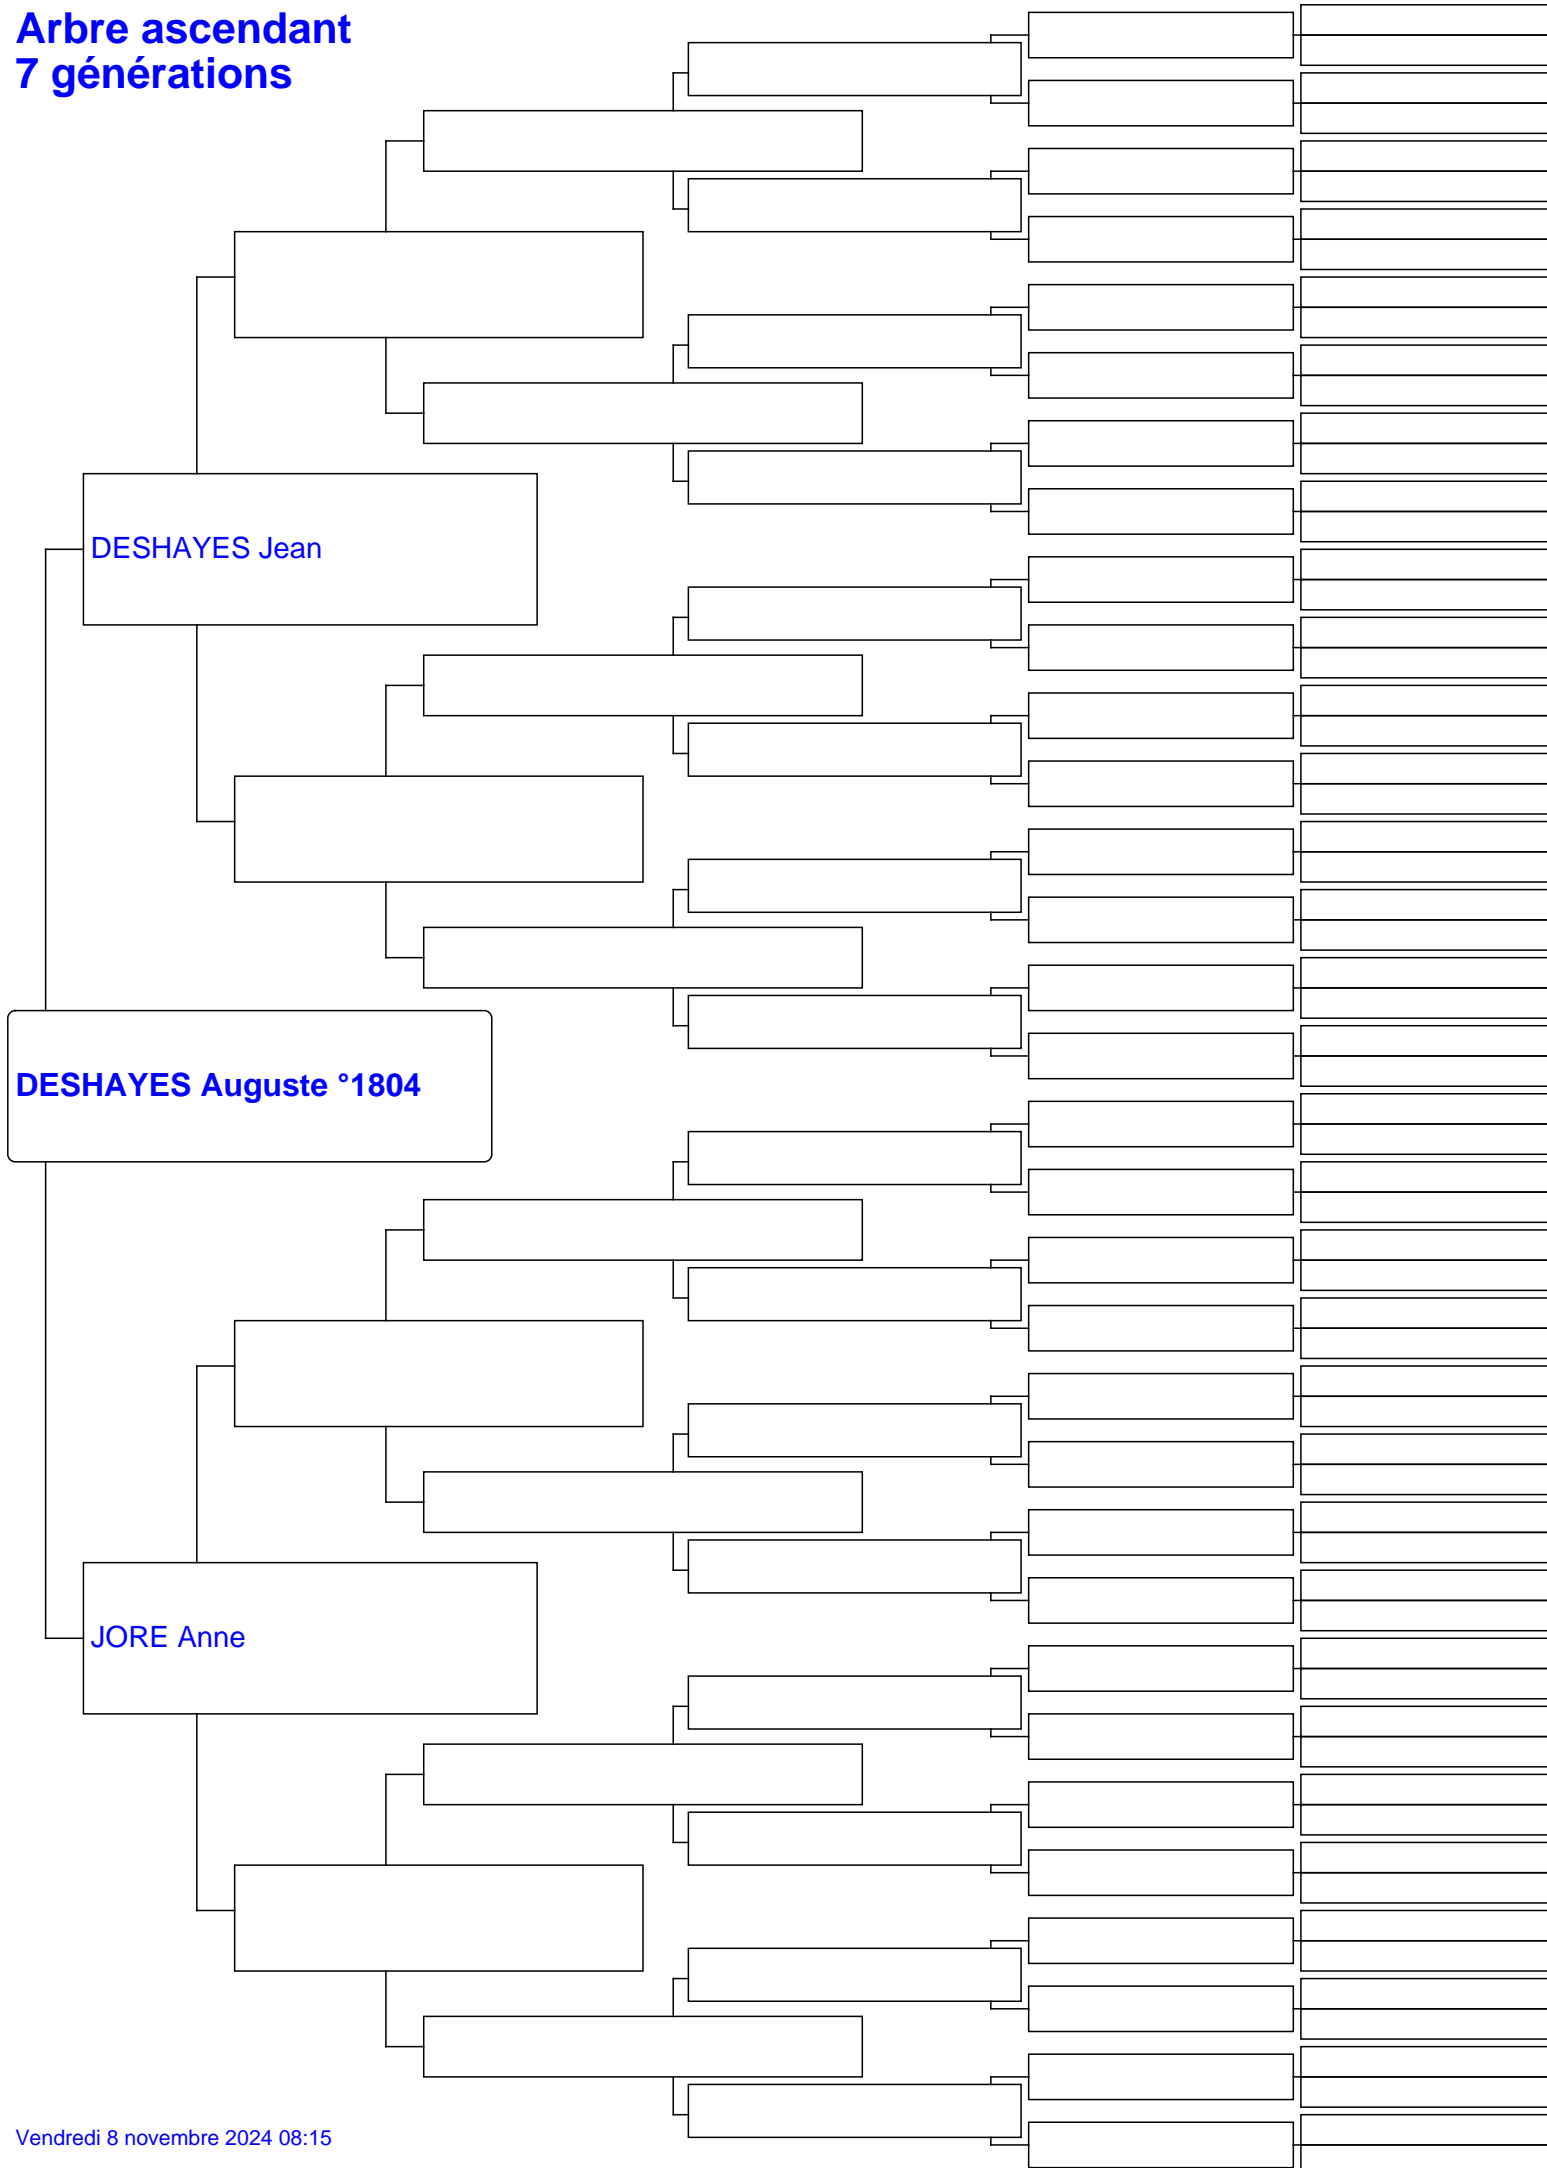 Arbre ascendant
7 générations
DESHAYES Jean
DESHAYES Auguste °1804
JORE Anne
Vendredi 8 novembre 2024 08:15